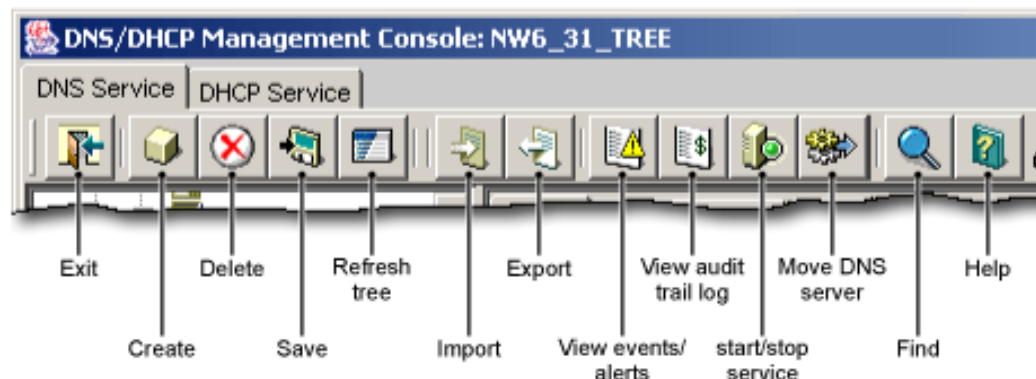 DNS/DHCP Management Console: NW6_31_TREE
DNS Service
DHCP Service
Exit
Delete
Refresh
tree
Export
View audit
trail log
Move DNS
server
Help
Create
Save
Import
View events/
alerts
start/stop
service
Find